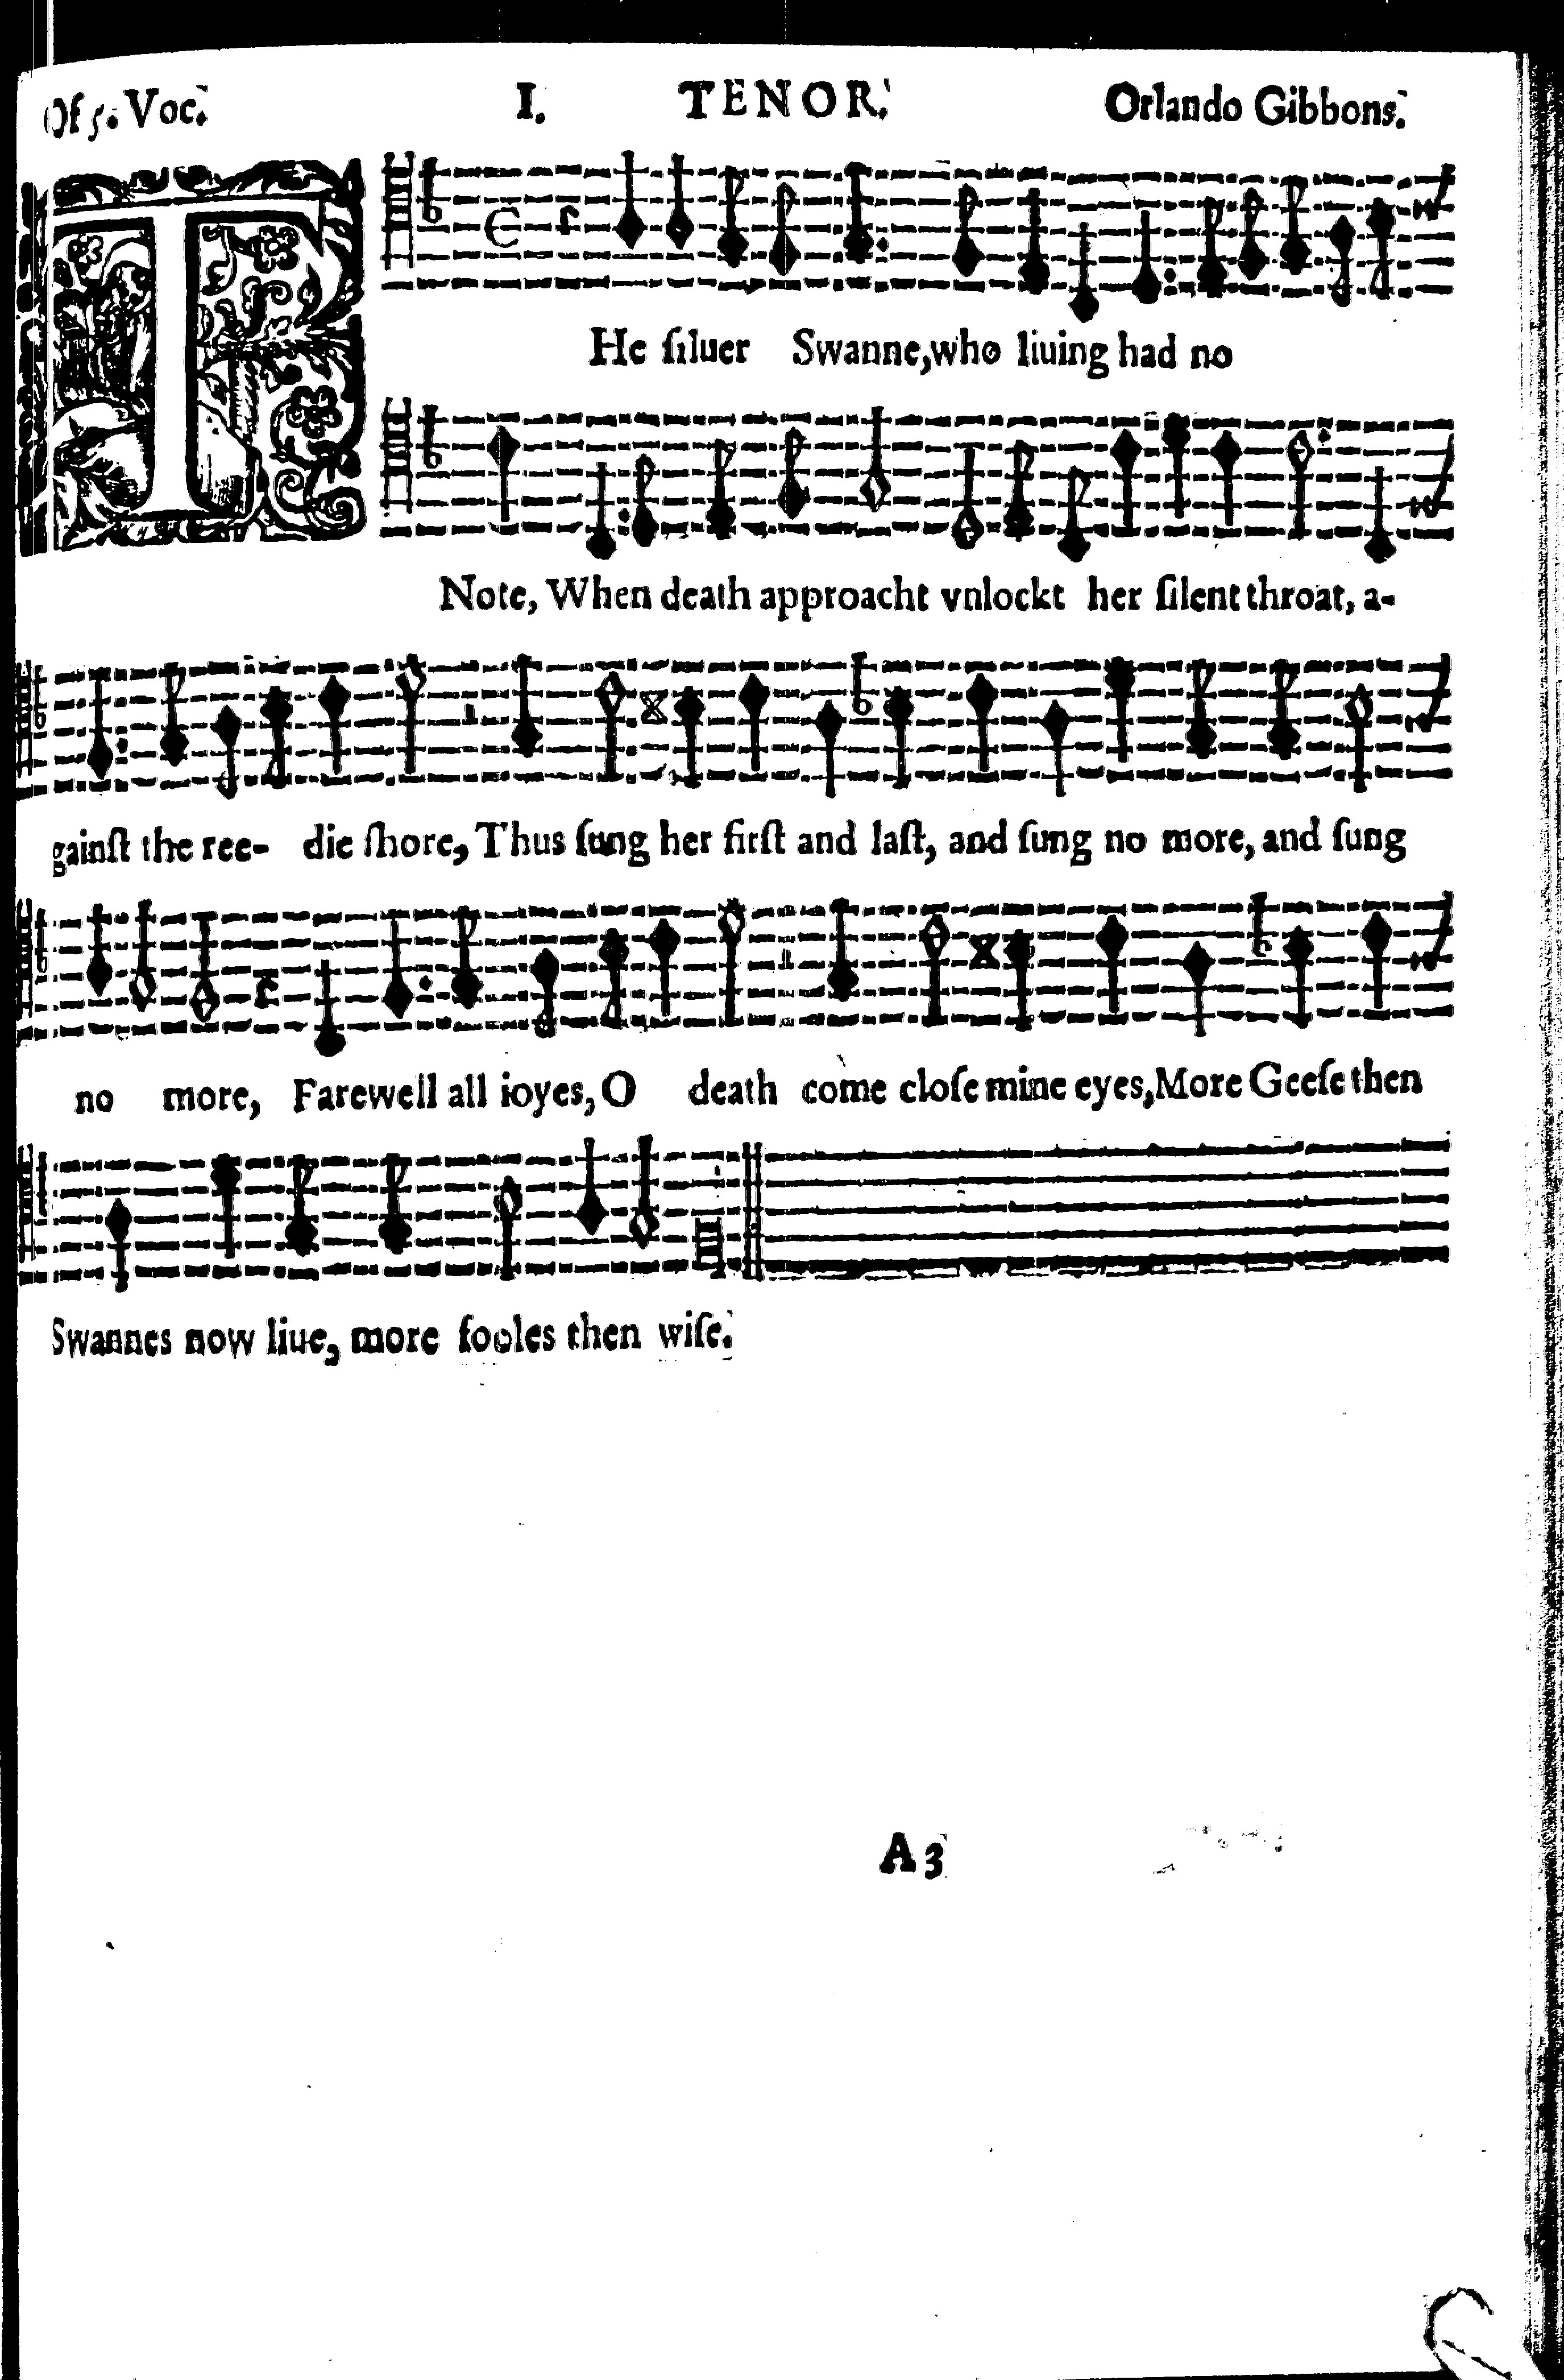 Of 5. Voc. I. TENOR. Orlando Gibbons.
THe ſiluer Swanne, who liuing had no
Note, When death approacht vnlockt her ſilent throat, a-
gainſt the ree- die ſhore, Thus ſung her firſt and laſt, and ſung no more, and ſung
no more, Farewell all ioyes, O death come cloſe mine eyes, More Geeſe then
Swannes now liue, more fooles then wiſe.
A3